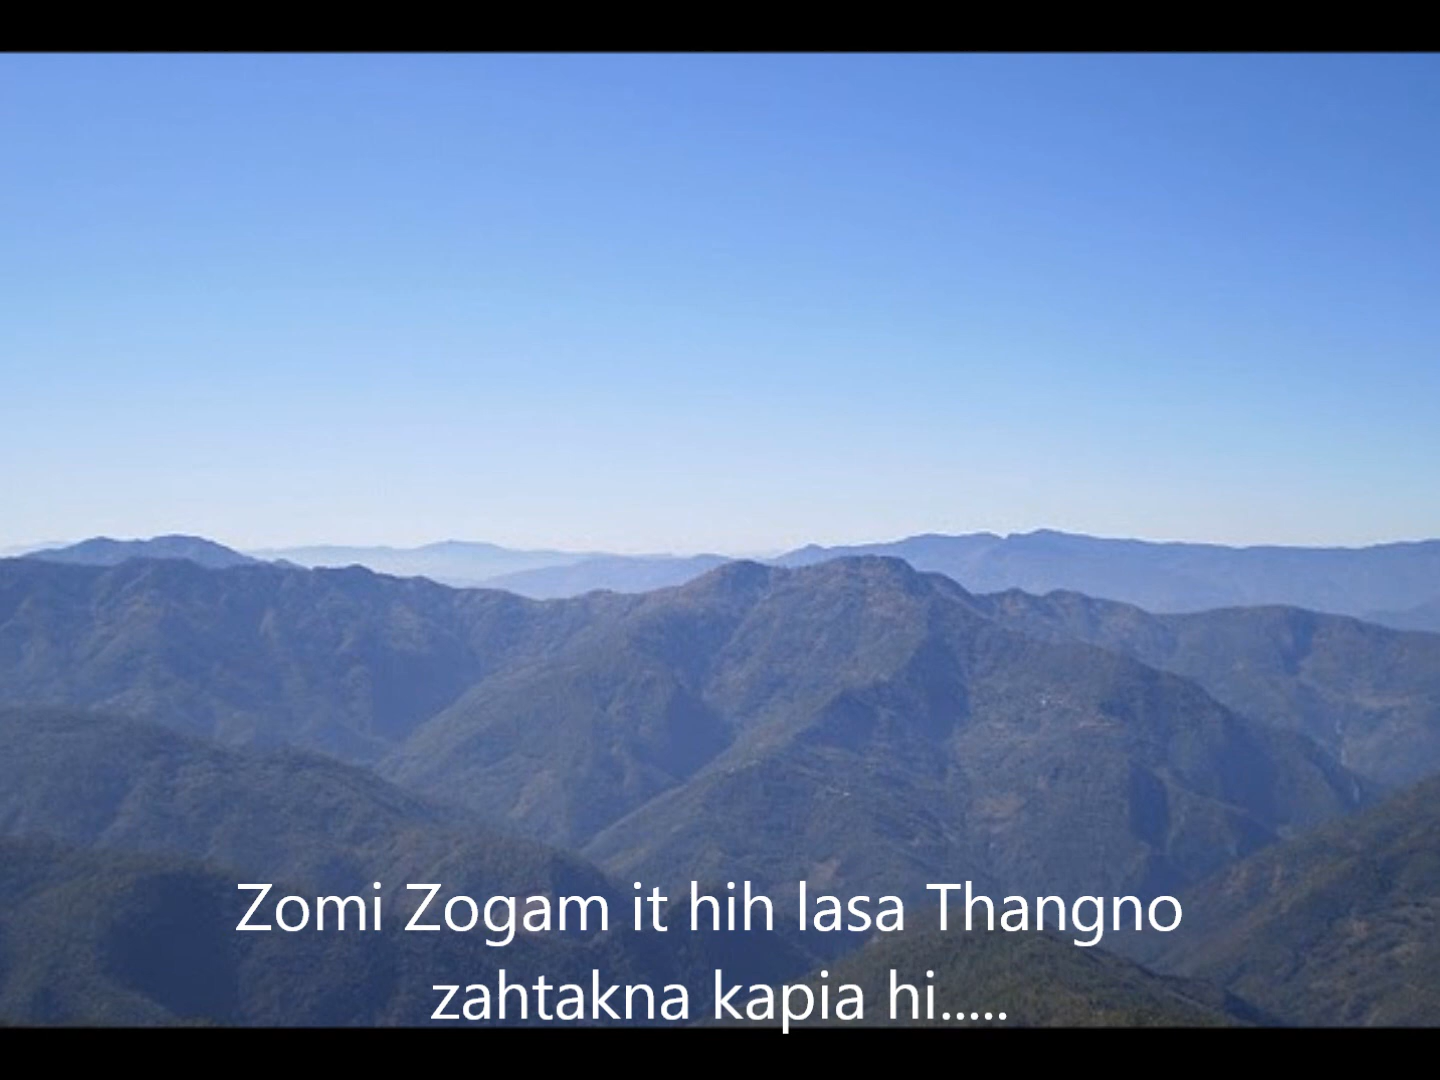 Zomi Zogam it hih lasa Thangno
zahtakna kapia hi.....